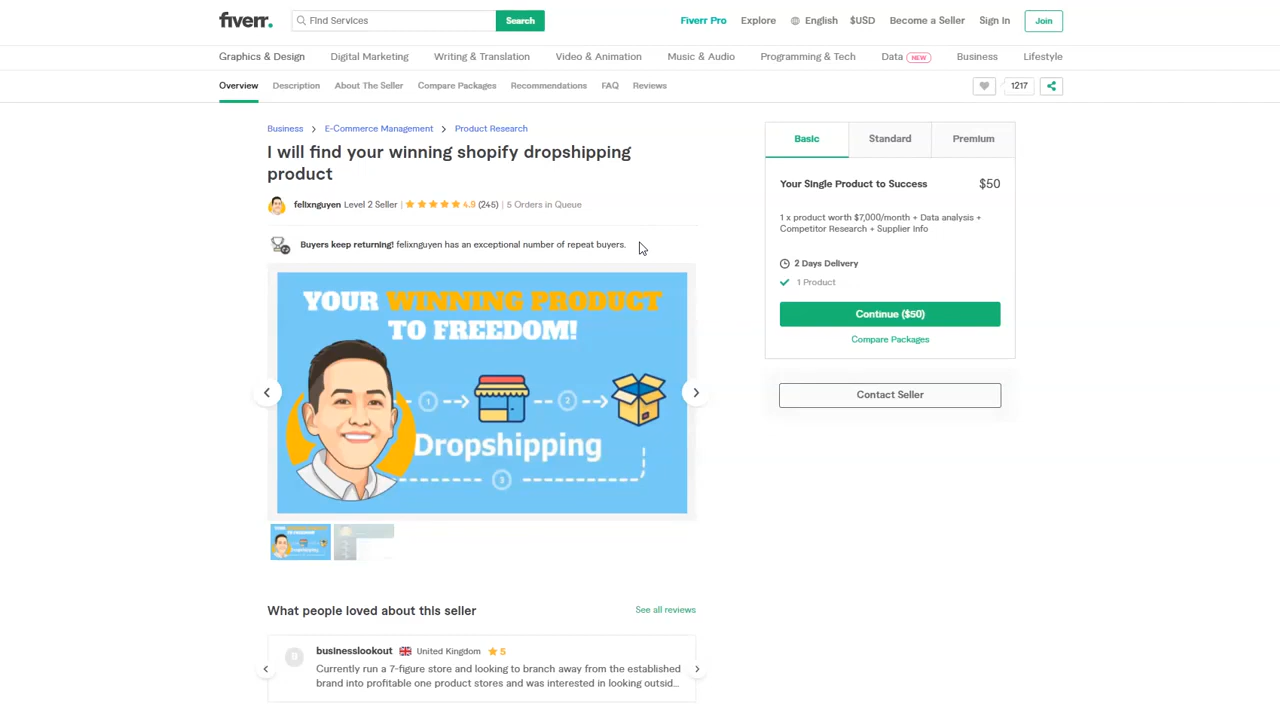 fiverr.
Find Services
Search
Fiverr Pro
Explore
English
$USD
Become a Seller
Sign In
Join
Graphics & Design
Digital Marketing
Writing & Translation
Video & Animation
Music & Audio
Programming & Tech
Data NEW
Business
Lifestyle
Overview
Description
About The Seller
Compare Packages
Recommendations
FAQ
Reviews
1217
Business > E-Commerce Management > Product Research
I will find your winning shopify dropshipping
product
felixnguyen Level 2 Seller | 4.9 (245) | 5 Orders in Queue
Buyers keep returning! felixnguyen has an exceptional number of repeat buyers.
YOUR WINNING PRODUCT
TO FREEDOM!
1
2
Dropshipping
3
What people loved about this seller
See all reviews
B
businesslookout United Kingdom 5
Currently run a 7-figure store and looking to branch away from the established
brand into profitable one product stores and was interested in looking outsid...
Basic
Standard
Premium
Your Single Product to Success
$50
1 x product worth $7,000/month + Data analysis +
Competitor Research + Supplier Info
2 Days Delivery
1 Product
Continue ($50)
Compare Packages
Contact Seller